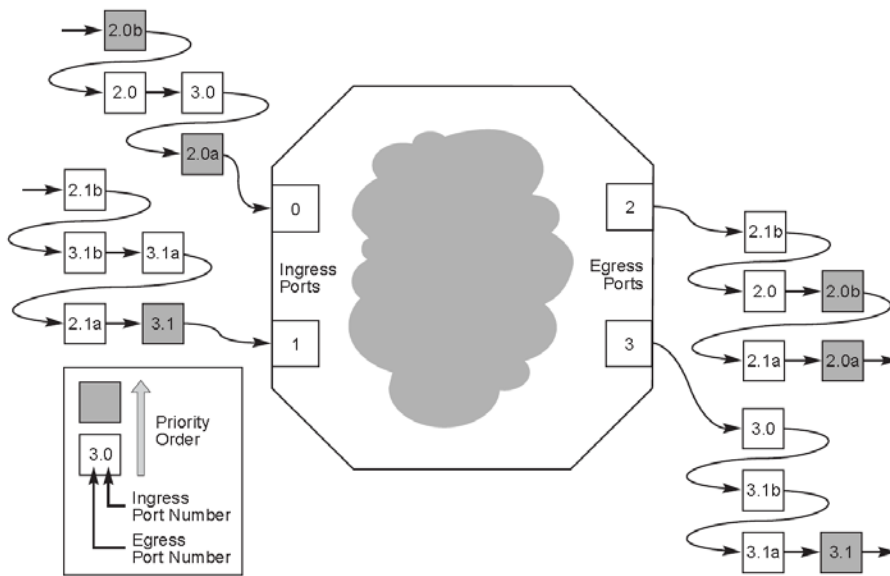 2.0b
2.0 3.0
2.0a
2.1b
3.1b 3.1a
2.1a 3.1
0
Ingress
Ports
1
2
Egress
Ports
3
2.1b
2.0 2.0b
2.1a 2.0a
3.0
3.1b
3.1a 3.1
Priority
Order
3.0
Ingress
Port Number
Egress
Port Number